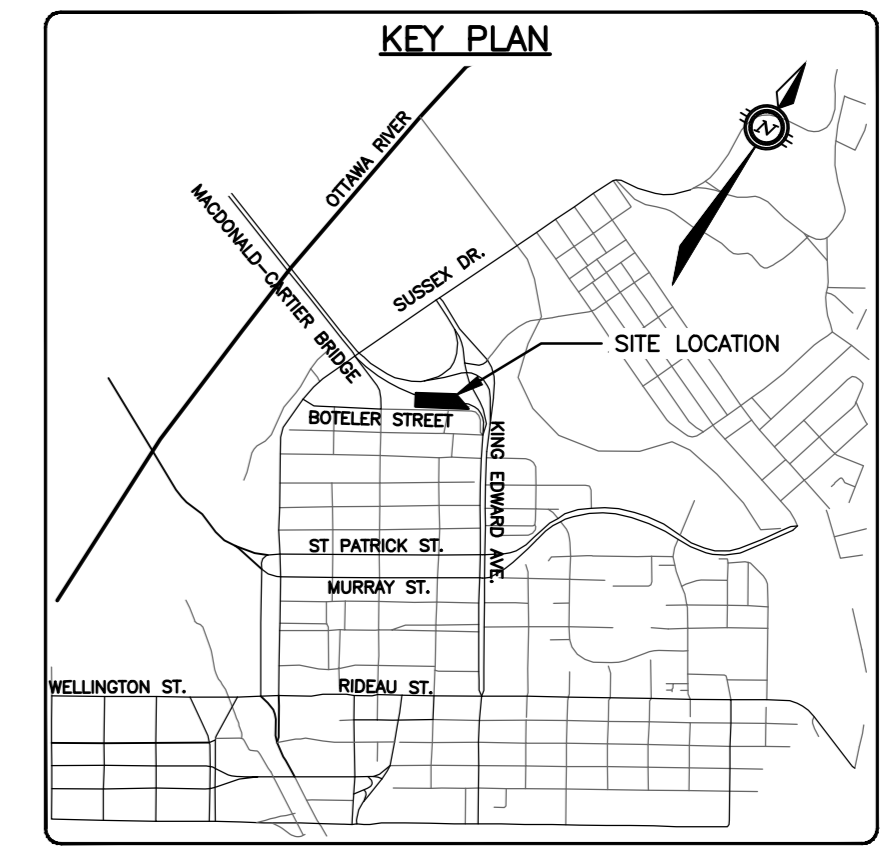 KEY PLAN
OTTAWA RIVER
N
MACDONALD-CARTIER BRIDGE
SUSSEX DR.
SITE LOCATION
BOTELER STREET
KING EDWARD AVE.
ST PATRICK ST.
MURRAY ST.
WELLINGTON ST.
RIDEAU ST.